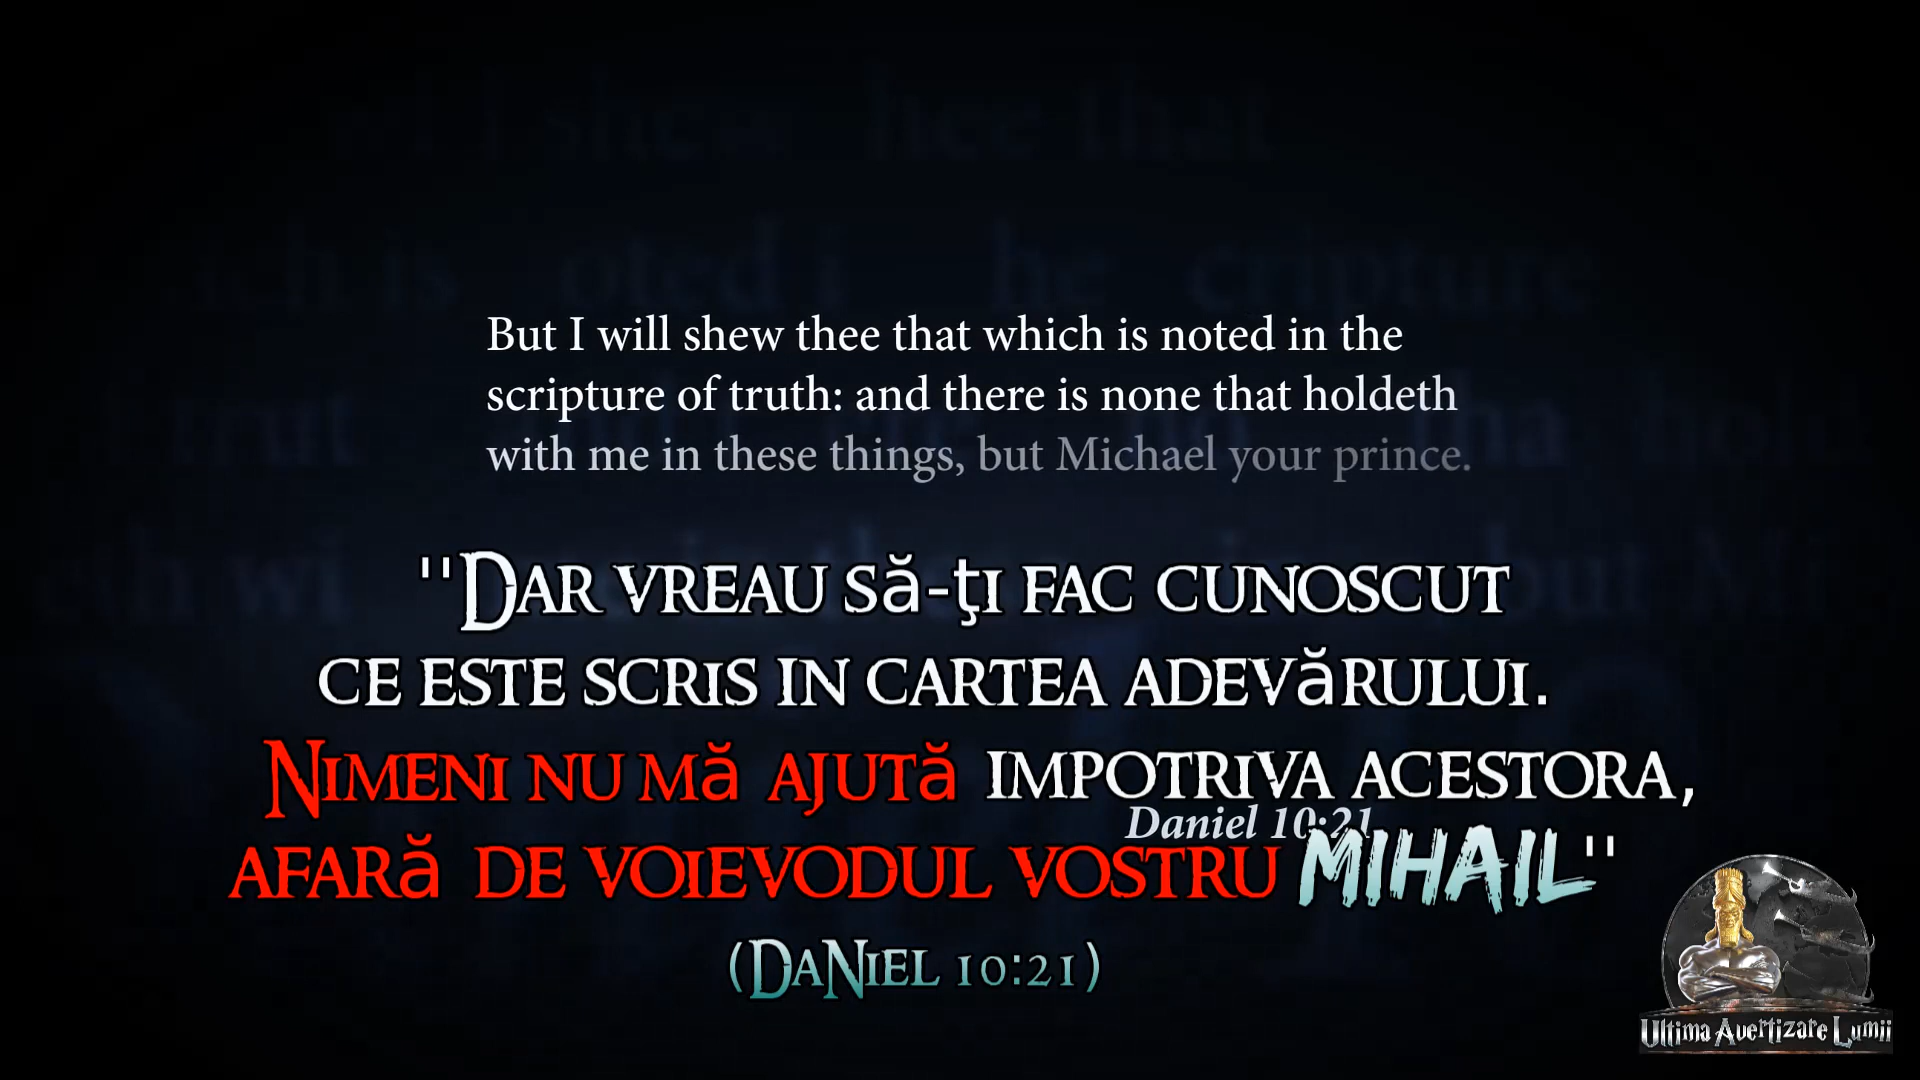 But I will shew thee that which is noted in the
scripture of truth: and there is none that holdeth
with me in these things, but Michael your prince.
"Dar vreau să-ţi fac cunoscut
ce este scris in cartea adevărului.
Nimeni nu mă ajută impotriva acestora,
Daniel 10:21
afară de voievodul vostru MIHAIL"
(Daniel 10:21)
Ultima Avertizare Lumii